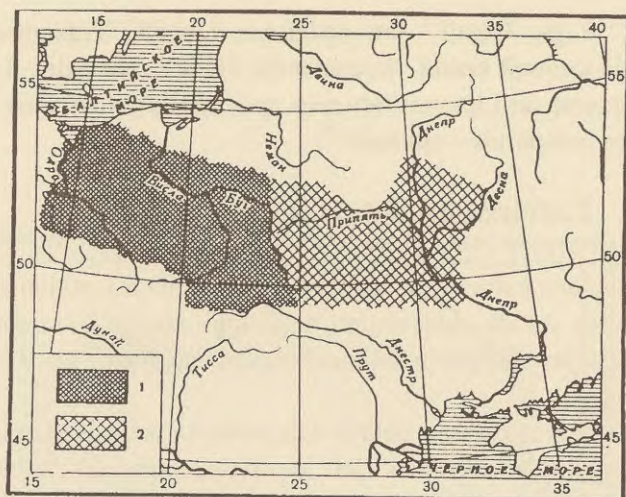 15 20 25 30 35 40
55 55
БАЛТИЙСКОЕ
МОРЕ
Двина
Днепр
Неман
Одра
Висла
Буг
Десна
Припять
50 50
Днепр
Дунай
Тисса
Прут
Днестр
1
2
45 45
ЧЕРНОЕ МОРЕ
15 20 25 30 35